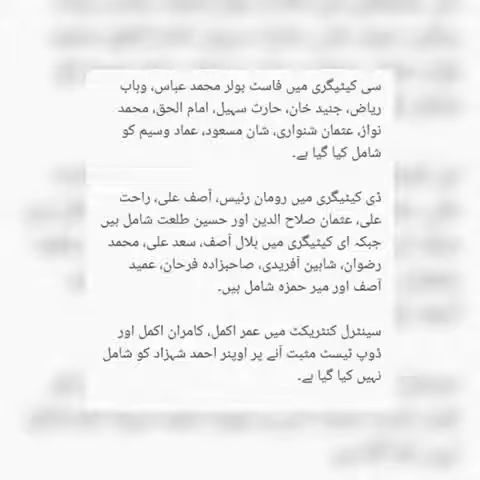 سی کیٹیگری میں فاسٹ بولر محمد عباس، وہاب
ریاض، جنید خان، حارث سہیل، امام الحق، محمد
نواز، عثمان شنواری، شان مسعود، عماد وسیم کو
شامل کیا گیا ہے۔
ڈی کیٹیگری میں رومان رئیس، آصف علی، راحت
علی، عثمان صلاح الدین اور حسین طلعت شامل ہیں
جبکہ ای کیٹیگری میں بلال آصف، سعد علی، محمد
رضوان، شاہین آفریدی، صاحبزادہ فرحان، عمید
آصف اور میر حمزہ شامل ہیں۔
سینٹرل کنٹریکٹ میں عمر اکمل، کامران اکمل اور
ڈوپ ٹیسٹ مثبت آنے پر اوپنر احمد شہزاد کو شامل
نہیں کیا گیا ہے۔